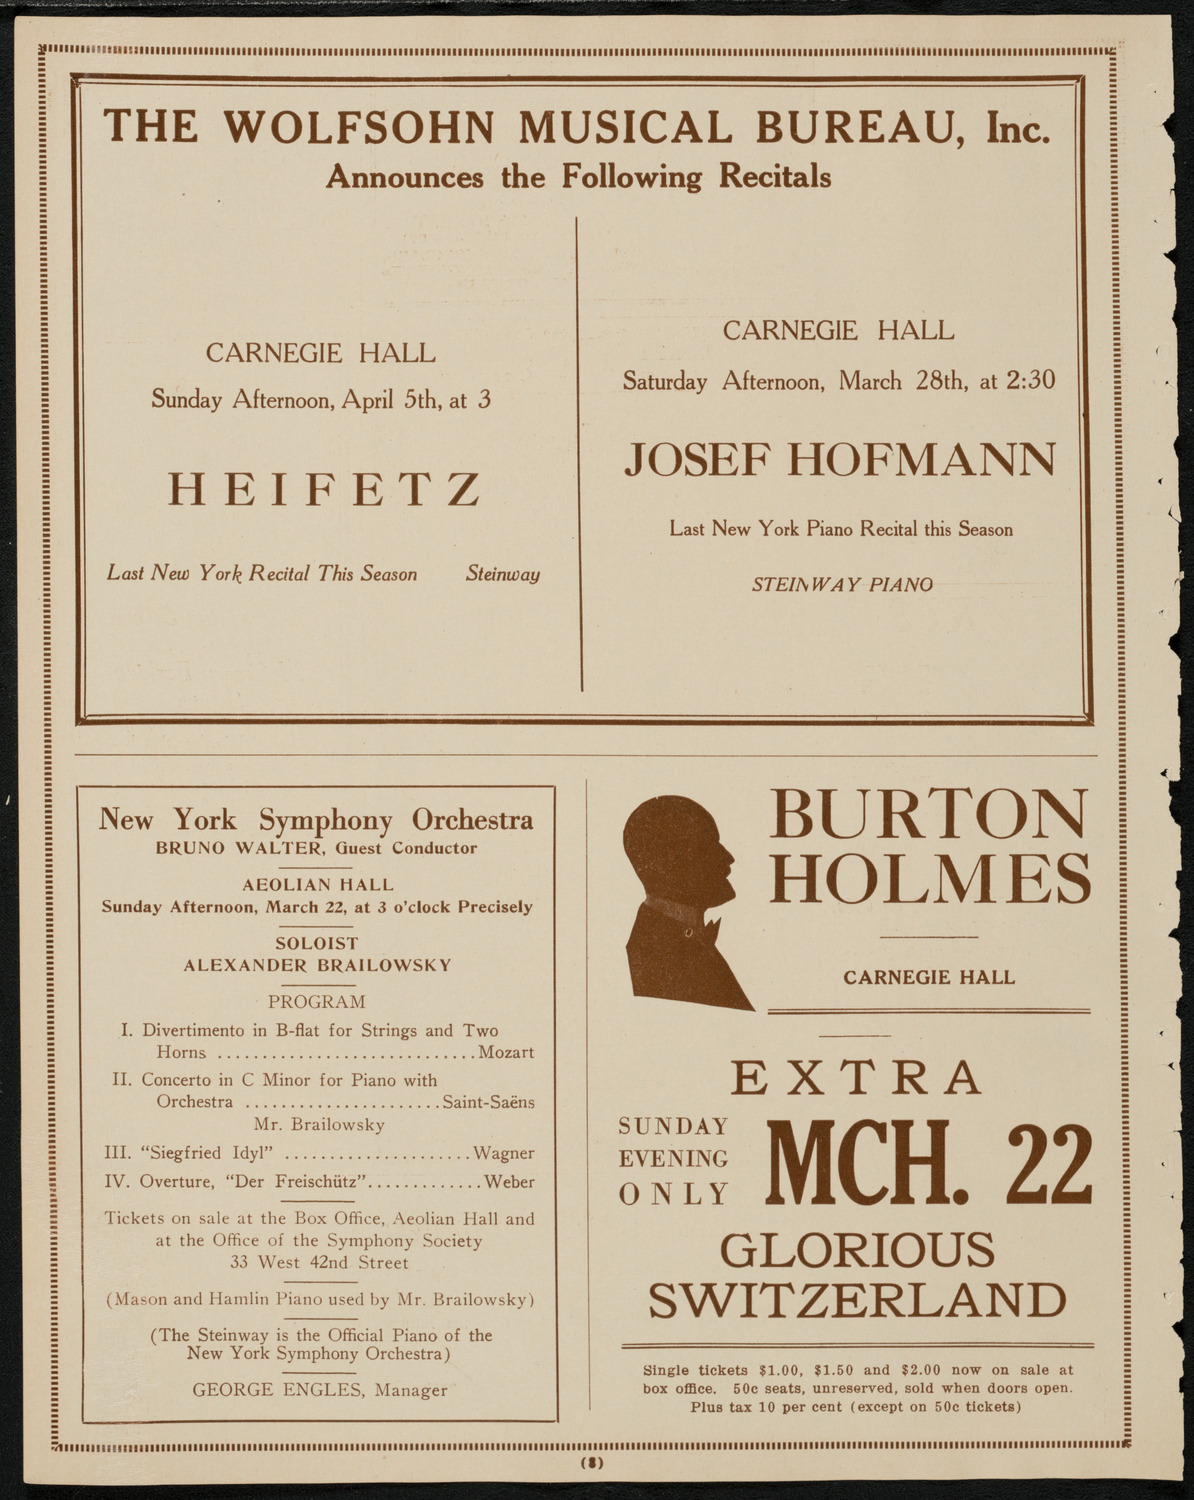 THE WOLFSOHN MUSICAL BUREAU, Inc.
Announces the Following Recitals
CARNEGIE HALL
Sunday Afternoon, April 5th, at 3
HEIFETZ
Last New York Recital This Season Steinway
CARNEGIE HALL
Saturday Afternoon, March 28th, at 2:30
JOSEF HOFMANN
Last New York Piano Recital this Season
STEINWAY PIANO
New York Symphony Orchestra
BRUNO WALTER, Guest Conductor
AEOLIAN HALL
Sunday Afternoon, March 22, at 3 o'clock Precisely
SOLOIST
ALEXANDER BRAILOWSKY
PROGRAM
I. Divertimento in B-flat for Strings and Two
Horns .............................Mozart
II. Concerto in C Minor for Piano with
Orchestra ......................Saint-Saëns
Mr. Brailowsky
III. "Siegfried Idyl" .....................Wagner
IV. Overture, "Der Freischütz".............Weber
Tickets on sale at the Box Office, Aeolian Hall and
at the Office of the Symphony Society
33 West 42nd Street
(Mason and Hamlin Piano used by Mr. Brailowsky)
(The Steinway is the Official Piano of the
New York Symphony Orchestra)
GEORGE ENGLES, Manager
BURTON
HOLMES
CARNEGIE HALL
EXTRA
SUNDAY
EVENING
ONLY
MCH. 22
GLORIOUS
SWITZERLAND
Single tickets $1.00, $1.50 and $2.00 now on sale at
box office. 50c seats, unreserved, sold when doors open.
Plus tax 10 per cent (except on 50c tickets)
(8)